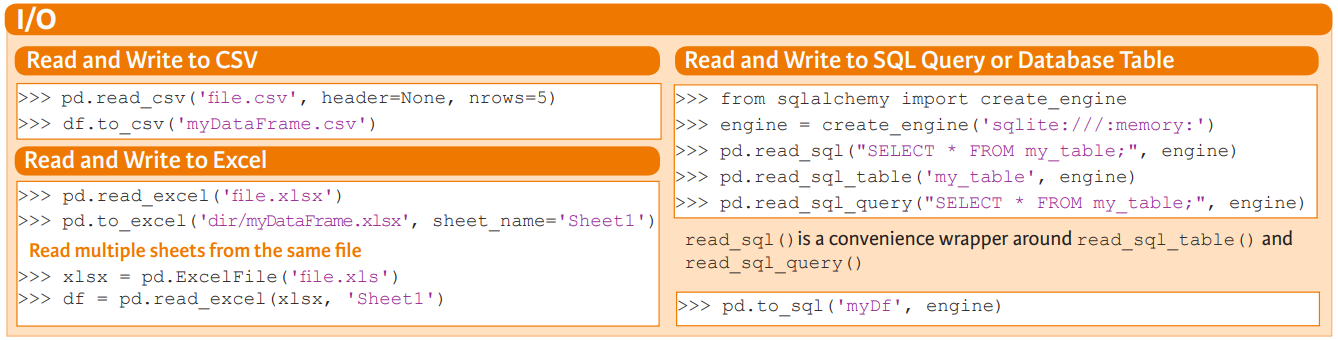 I/O
Read and Write to CSV
>>> pd.read_csv('file.csv', header=None, nrows=5)
>>> df.to_csv('myDataFrame.csv')
Read and Write to Excel
>>> pd.read_excel('file.xlsx')
>>> pd.to_excel('dir/myDataFrame.xlsx', sheet_name='Sheet1')
Read multiple sheets from the same file
>>> xlsx = pd.ExcelFile('file.xls')
>>> df = pd.read_excel(xlsx, 'Sheet1')
Read and Write to SQL Query or Database Table
>>> from sqlalchemy import create_engine
>>> engine = create_engine('sqlite:///:memory:')
>>> pd.read_sql("SELECT * FROM my_table;", engine)
>>> pd.read_sql_table('my_table', engine)
>>> pd.read_sql_query("SELECT * FROM my_table;", engine)
read_sql() is a convenience wrapper around read_sql_table() and
read_sql_query()
>>> pd.to_sql('myDf', engine)